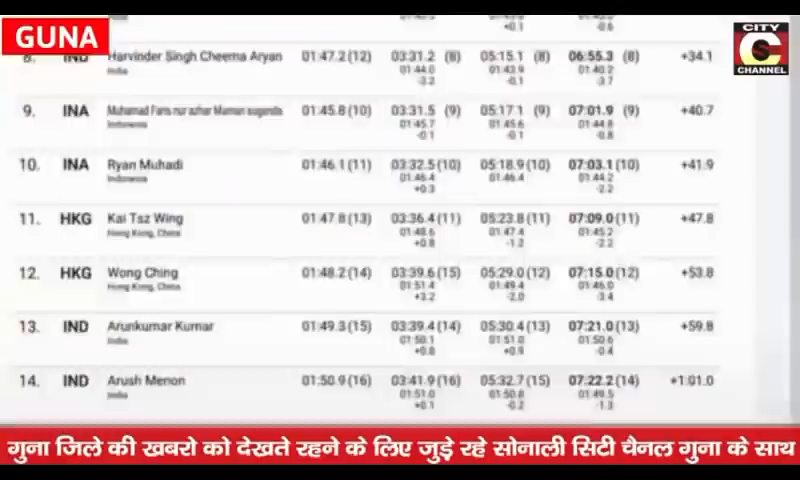 GUNA
CITY
CHANNEL
+0.1 -0.6
8. IND Harvinder Singh Cheema Aryan 01:47.2 (12) 03:31.2 (8) 05:15.1 (8) 06:55.3 (8) +34.1
India 01:44.0 01:43.9 01:40.2
-3.2 -0.1 -3.7
9. INA 01:45.8 (10) 03:31.5 (9) 05:17.1 (9) 07:01.9 (9) +40.7
Indonesia 01:45.7 01:45.6 01:44.8
-0.1 -0.1 -0.8
10. INA Ryan Muhadi 01:46.1 (11) 03:32.5 (10) 05:18.9 (10) 07:03.1 (10) +41.9
Indonesia 01:46.4 01:46.4 01:44.2
+0.3 -2.2
11. HKG Kai Tsz Wing 01:47.8 (13) 03:36.4 (11) 05:23.8 (11) 07:09.0 (11) +47.8
Hong Kong, China 01:48.6 01:47.4 01:45.2
+0.8 -1.2 -2.2
12. HKG Wong Ching 01:48.2 (14) 03:39.6 (15) 05:29.0 (12) 07:15.0 (12) +53.8
Hong Kong, China 01:51.4 01:49.4 01:46.0
+3.2 -2.0 -3.4
13. IND Arunkumar Kumar 01:49.3 (15) 03:39.4 (14) 05:30.4 (13) 07:21.0 (13) +59.8
India 01:50.1 01:51.0 01:50.6
+0.8 +0.9 -0.4
14. IND Arush Menon 01:50.9 (16) 03:41.9 (16) 05:32.7 (15) 07:22.2 (14) +1:01.0
India 01:51.0 01:50.8 01:49.5
+0.1 -0.2 -1.3
गुना जिले की खबरो को देखते रहने के लिए जुड़े रहे सोनाली सिटी चैनल गुना के साथ